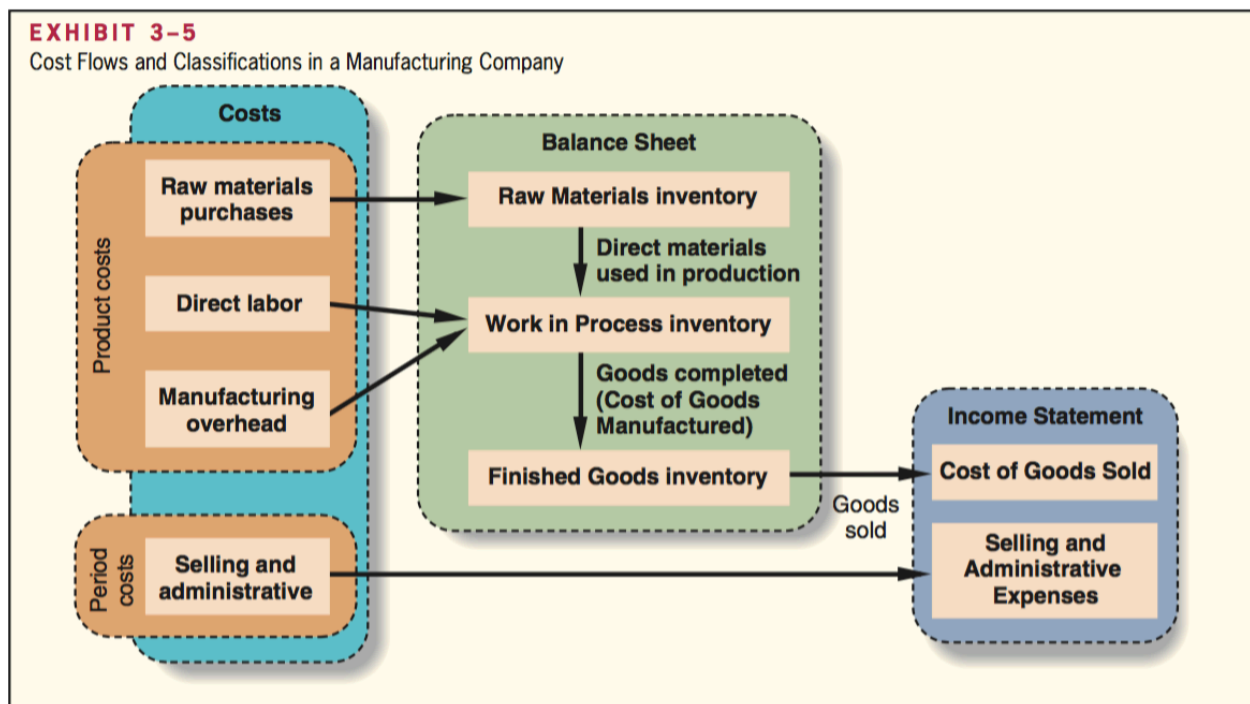 EXHIBIT 3–5
Cost Flows and Classifications in a Manufacturing Company
Costs
Product costs
Raw materials
purchases
Direct labor
Manufacturing
overhead
Period
costs
Selling and
administrative
Balance Sheet
Raw Materials inventory
Direct materials
used in production
Work in Process inventory
Goods completed
(Cost of Goods
Manufactured)
Finished Goods inventory
Goods
sold
Income Statement
Cost of Goods Sold
Selling and
Administrative
Expenses